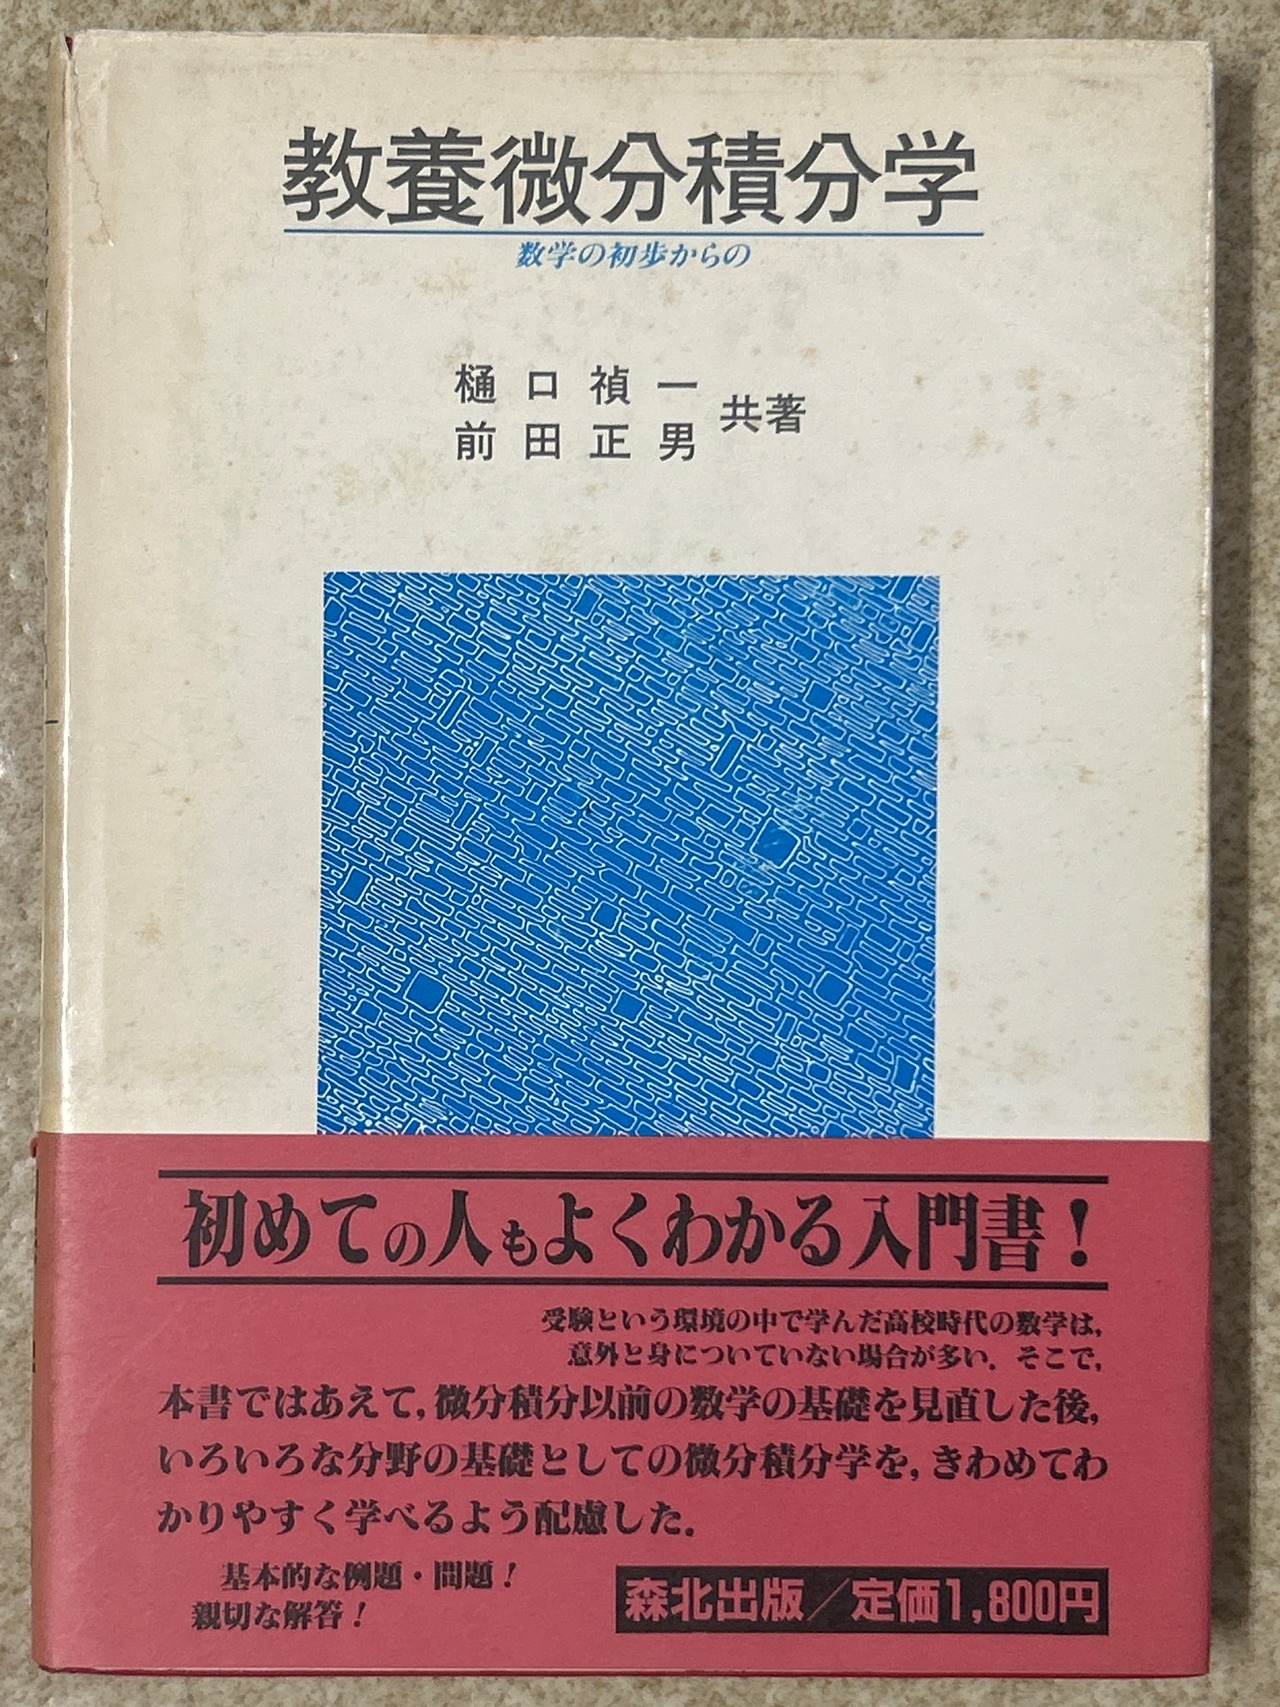 教養微分積分学
数学の初歩からの
樋口禎一
前田正男
共著
初めての人もよくわかる入門書！
受験という環境の中で学んだ高校時代の数学は，
意外と身についていない場合が多い．そこで，
本書ではあえて，微分積分以前の数学の基礎を見直した後，
いろいろな分野の基礎としての微分積分学を，きわめてわ
かりやすく学べるよう配慮した．
基本的な例題・問題！
親切な解答！
森北出版／定価1,800円